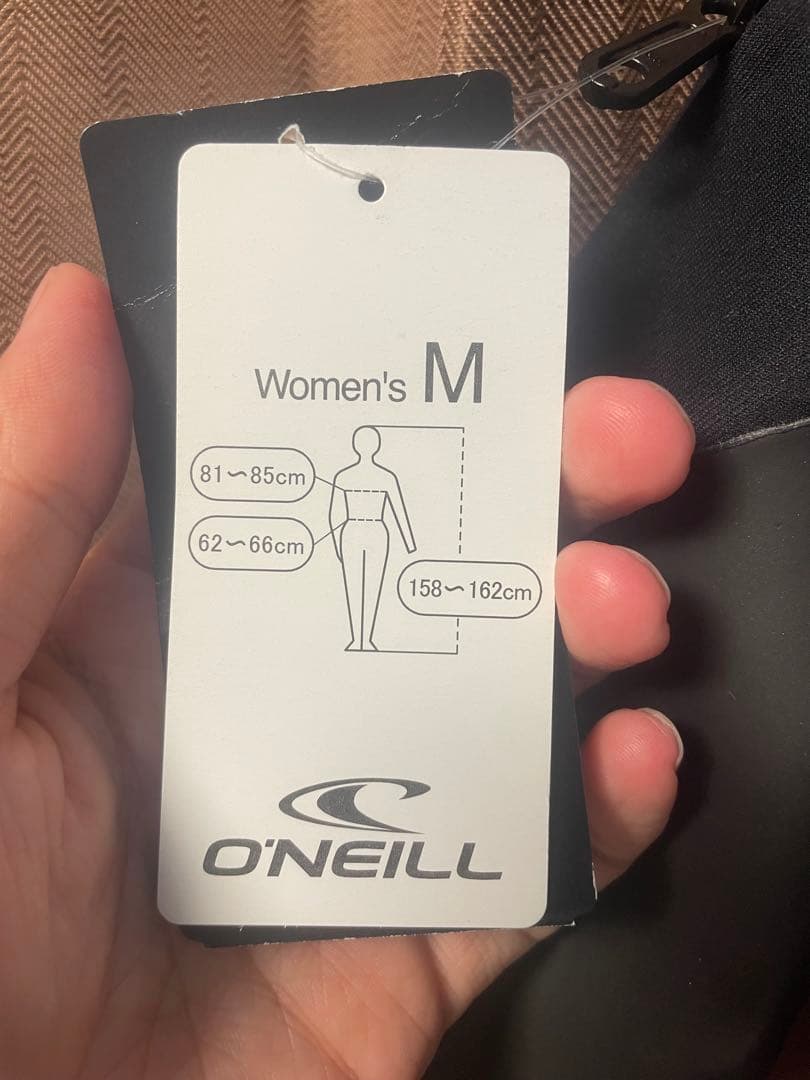 Women's M
81〜85cm
62〜66cm
158〜162cm
O'NEILL